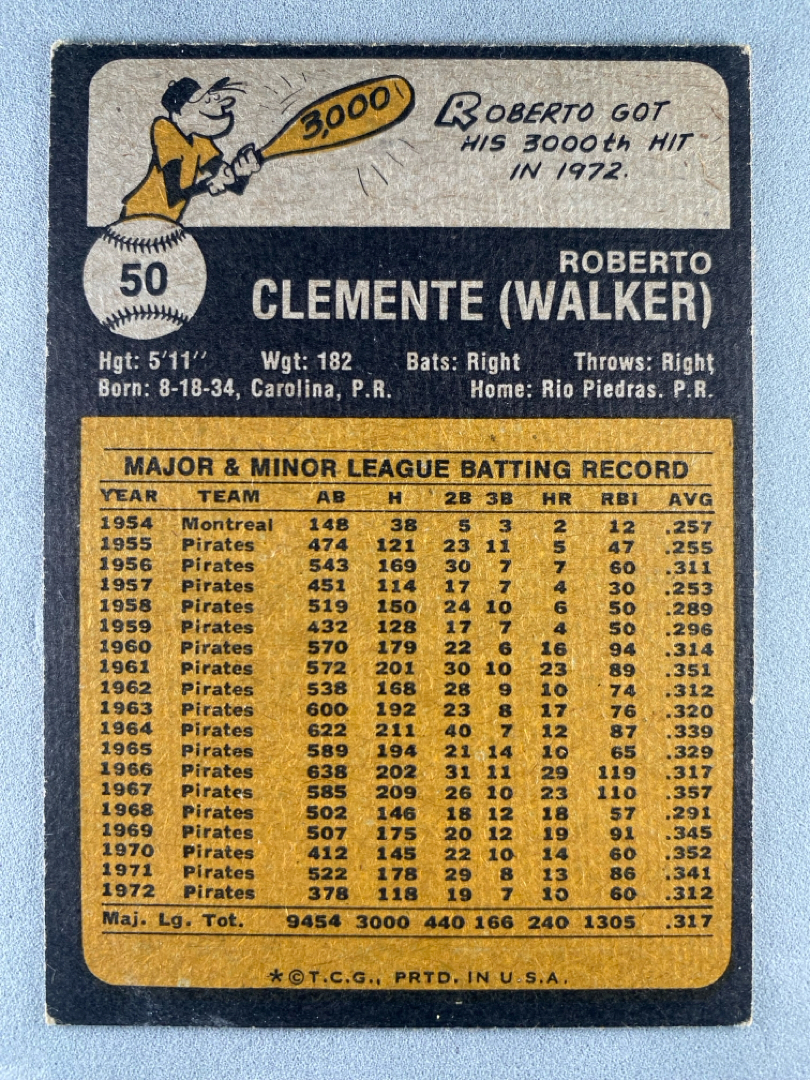 3,000
ROBERTO GOT
HIS 3000th HIT
IN 1972.
50
ROBERTO
CLEMENTE (WALKER)
Hgt: 5'11" Wgt: 182 Bats: Right Throws: Right
Born: 8-18-34, Carolina, P.R. Home: Rio Piedras. P.R.
MAJOR & MINOR LEAGUE BATTING RECORD
YEAR TEAM AB H 2B 3B HR RBI AVG
1954 Montreal 148 38 5 3 2 12 .257
1955 Pirates 474 121 23 11 5 47 .255
1956 Pirates 543 169 30 7 7 60 .311
1957 Pirates 451 114 17 7 4 30 .253
1958 Pirates 519 150 24 10 6 50 .289
1959 Pirates 432 128 17 7 4 50 .296
1960 Pirates 570 179 22 6 16 94 .314
1961 Pirates 572 201 30 10 23 89 .351
1962 Pirates 538 168 28 9 10 74 .312
1963 Pirates 600 192 23 8 17 76 .320
1964 Pirates 622 211 40 7 12 87 .339
1965 Pirates 589 194 21 14 10 65 .329
1966 Pirates 638 202 31 11 29 119 .317
1967 Pirates 585 209 26 10 23 110 .357
1968 Pirates 502 146 18 12 18 57 .291
1969 Pirates 507 175 20 12 19 91 .345
1970 Pirates 412 145 22 10 14 60 .352
1971 Pirates 522 178 29 8 13 86 .341
1972 Pirates 378 118 19 7 10 60 .312
Maj. Lg. Tot. 9454 3000 440 166 240 1305 .317
*©T.C.G., PRTD. IN U.S.A.